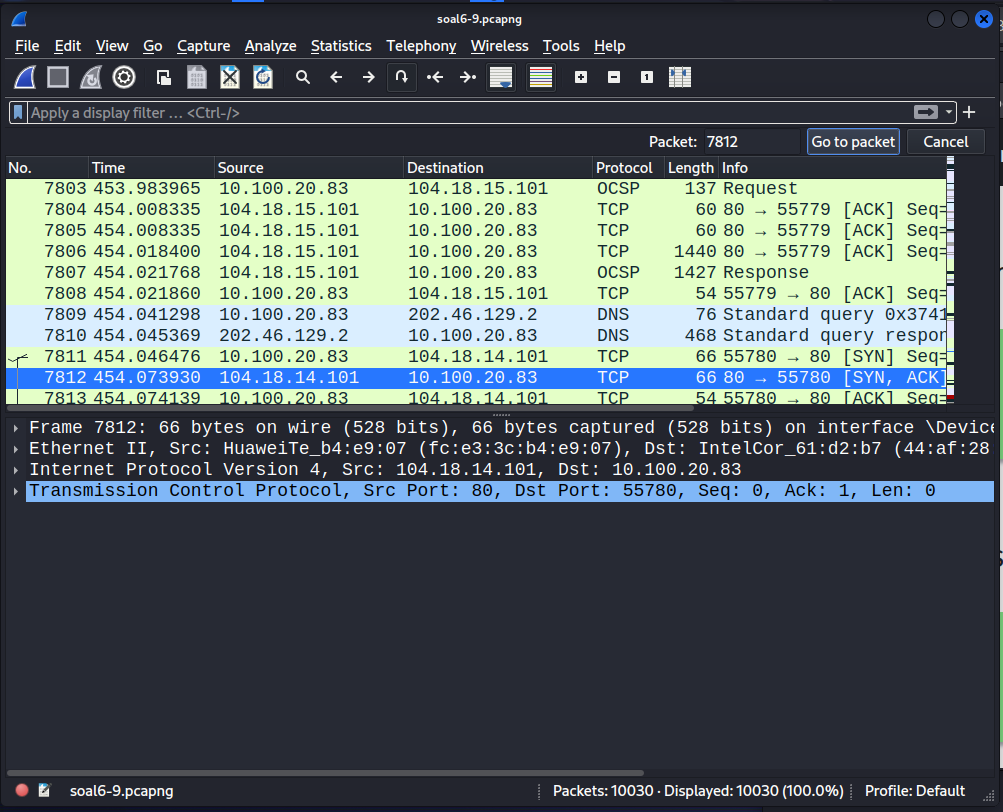 soal6-9.pcapng
File Edit View Go Capture Analyze Statistics Telephony Wireless Tools Help
Apply a display filter ... <Ctrl-/>
Packet: 7812 Go to packet Cancel
No. Time Source Destination Protocol Length Info
7803 453.983965 10.100.20.83 104.18.15.101 OCSP 137 Request
7804 454.008335 104.18.15.101 10.100.20.83 TCP 60 80 → 55779 [ACK] Seq=
7805 454.008335 104.18.15.101 10.100.20.83 TCP 60 80 → 55779 [ACK] Seq=
7806 454.018400 104.18.15.101 10.100.20.83 TCP 1440 80 → 55779 [ACK] Seq=
7807 454.021768 104.18.15.101 10.100.20.83 OCSP 1427 Response
7808 454.021860 10.100.20.83 104.18.15.101 TCP 54 55779 → 80 [ACK] Seq=
7809 454.041298 10.100.20.83 202.46.129.2 DNS 76 Standard query 0x3741
7810 454.045369 202.46.129.2 10.100.20.83 DNS 468 Standard query respon
7811 454.046476 10.100.20.83 104.18.14.101 TCP 66 55780 → 80 [SYN] Seq=
7812 454.073930 104.18.14.101 10.100.20.83 TCP 66 80 → 55780 [SYN, ACK]
7813 454.074139 10.100.20.83 104.18.14.101 TCP 54 55780 → 80 [ACK] Seq=
Frame 7812: 66 bytes on wire (528 bits), 66 bytes captured (528 bits) on interface \Device
Ethernet II, Src: HuaweiTe_b4:e9:07 (fc:e3:3c:b4:e9:07), Dst: IntelCor_61:d2:b7 (44:af:28
Internet Protocol Version 4, Src: 104.18.14.101, Dst: 10.100.20.83
Transmission Control Protocol, Src Port: 80, Dst Port: 55780, Seq: 0, Ack: 1, Len: 0
soal6-9.pcapng Packets: 10030 · Displayed: 10030 (100.0%) Profile: Default